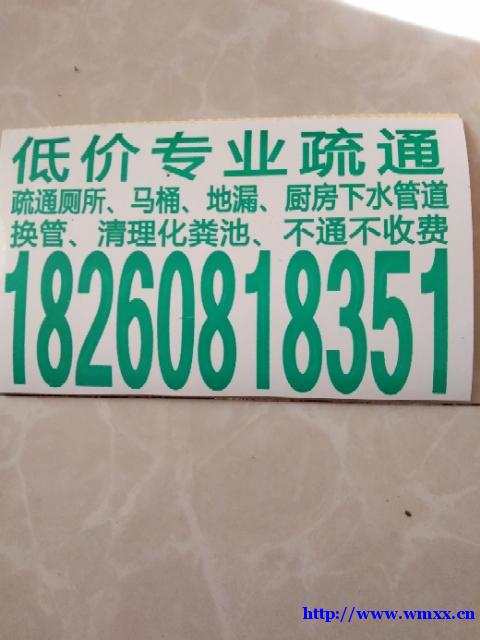 低价专业疏通
疏通厕所、马桶、地漏、厨房下水管道
换管、清理化粪池、不通不收费
18260818351
http://www.wmxx.cn